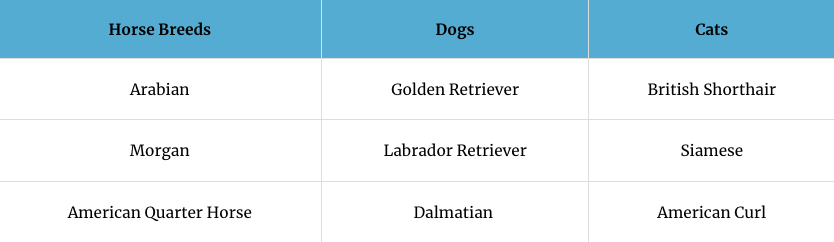 Horse Breeds Dogs Cats
Arabian Golden Retriever British Shorthair
Morgan Labrador Retriever Siamese
American Quarter Horse Dalmatian American Curl